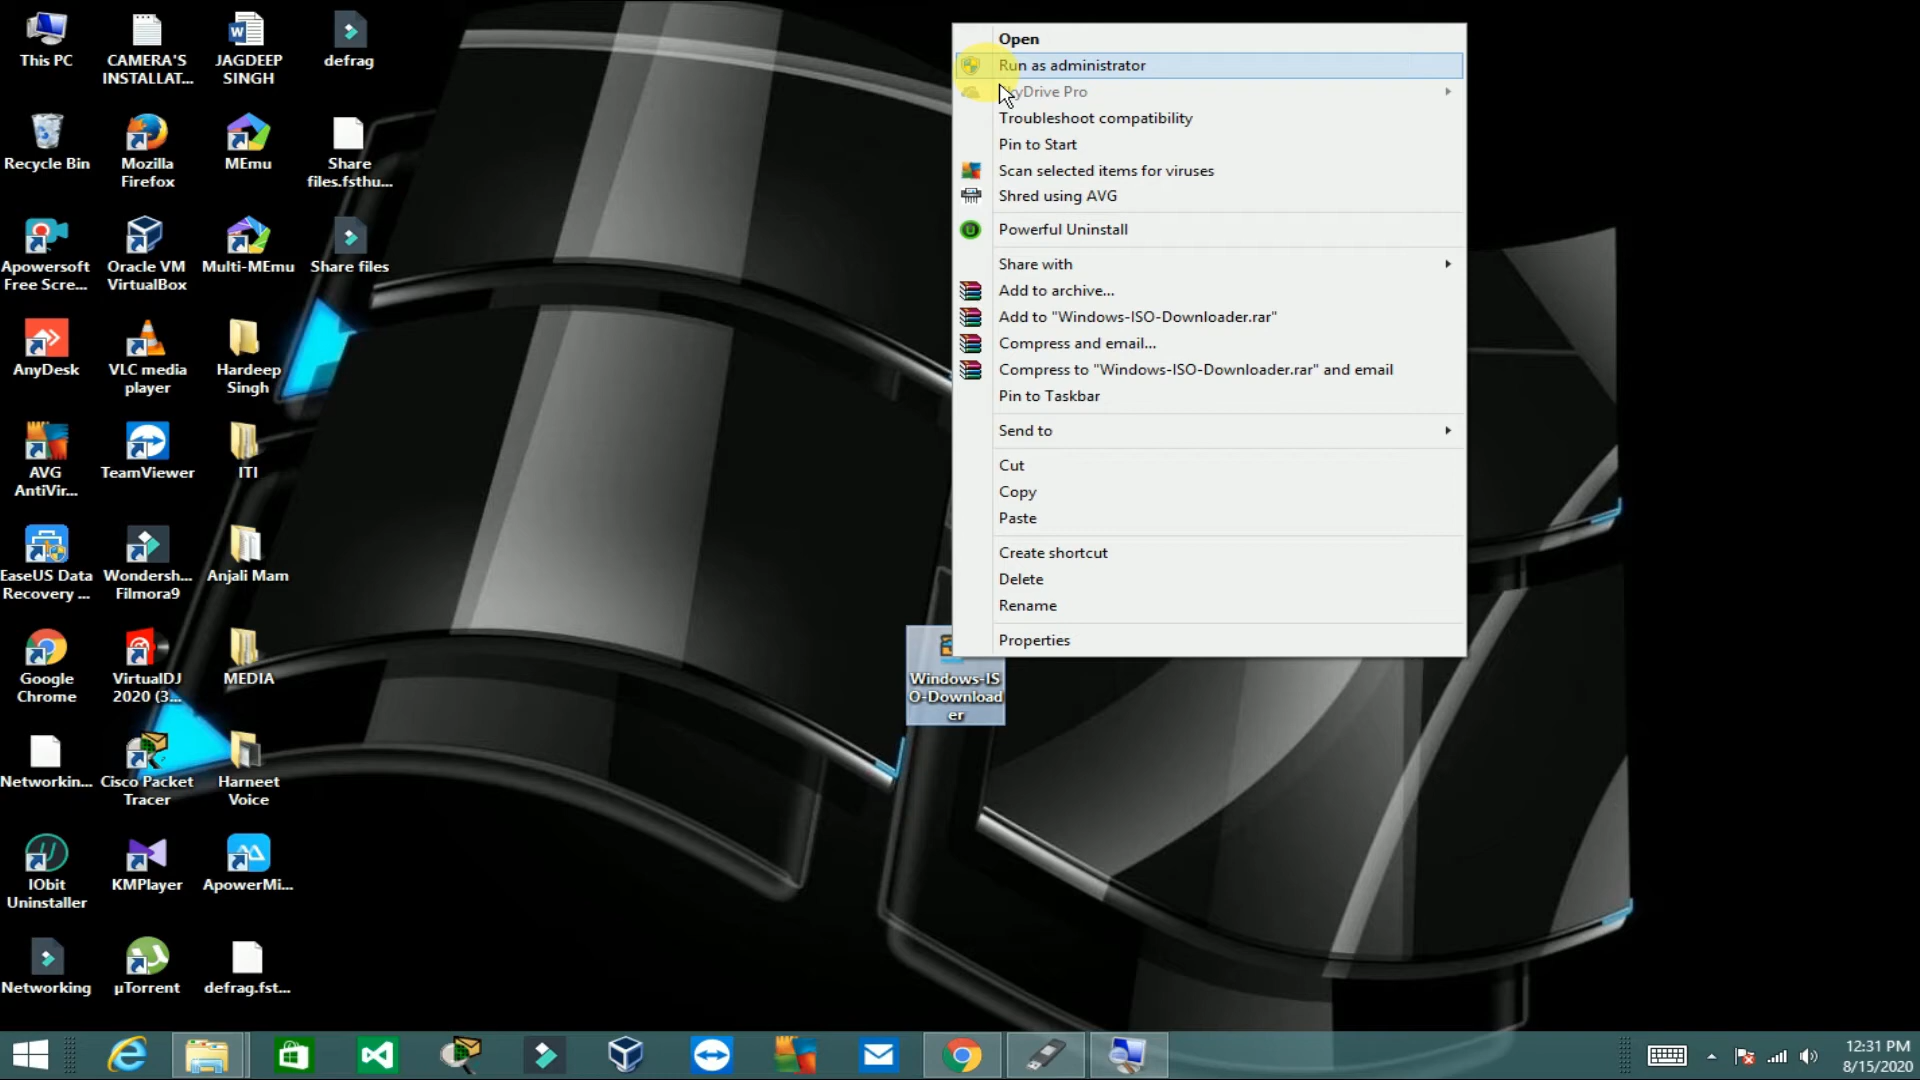 This PC
CAMERA'S
INSTALLAT...
JAGDEEP
SINGH
defrag
Recycle Bin
Mozilla
Firefox
MEmu
Share
files.fsthu...
Apowersoft
Free Scre...
Oracle VM
VirtualBox
Multi-MEmu
Share files
AnyDesk
VLC media
player
Hardeep
Singh
AVG
AntiVir...
TeamViewer
ITI
EaseUS Data
Recovery ...
Wondersh...
Filmora9
Anjali Mam
Google
Chrome
VirtualDJ
2020 (3...
MEDIA
Networkin...
Cisco Packet
Tracer
Harneet
Voice
IObit
Uninstaller
KMPlayer
ApowerMi...
Networking
µTorrent
defrag.fst...
Open
Run as administrator
Pro
Troubleshoot compatibility
Pin to Start
Scan selected items for viruses
Shred using AVG
Powerful Uninstall
Share with
Add to archive...
Add to "Windows-ISO-Downloader.rar"
Compress and email...
Compress to "Windows-ISO-Downloader.rar" and email
Pin to Taskbar
Send to
Cut
Copy
Paste
Create shortcut
Delete
Rename
Properties
Windows-IS
O-Download
er
12:31 PM
8/15/2020